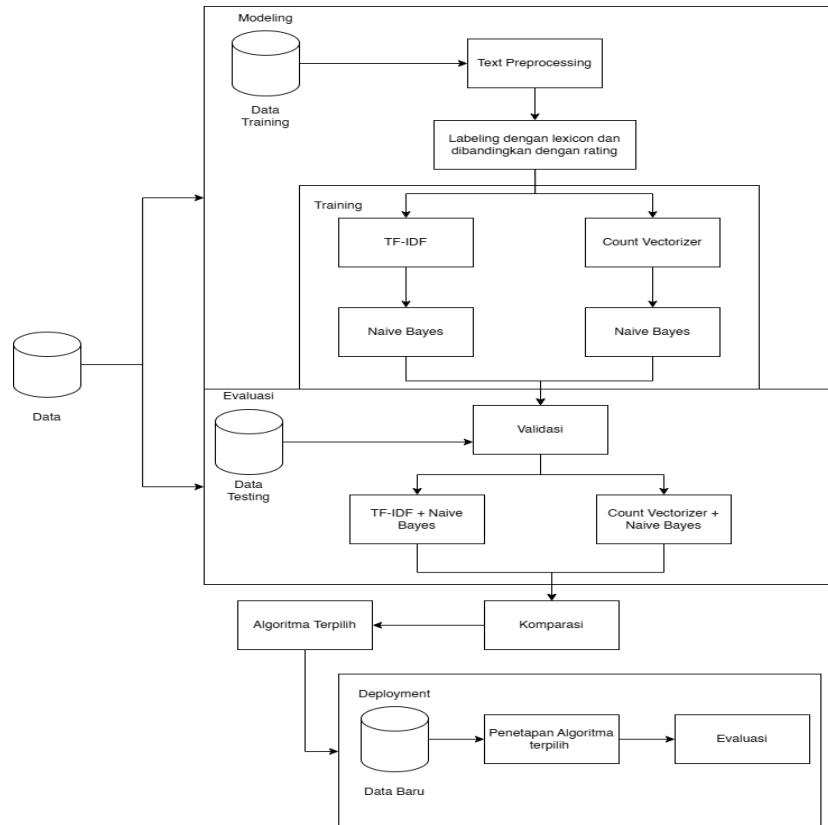 Modeling
Text Preprocessing
Data
Training
Labeling dengan lexicon dan
dibandingkan dengan rating
Training
TF-IDF
Count Vectorizer
Naive Bayes
Naive Bayes
Data
Evaluasi
Validasi
Data
Testing
TF-IDF + Naive
Bayes
Count Vectorizer +
Naive Bayes
Algoritma Terpilih
Komparasi
Deployment
Penetapan Algoritma
terpilih
Evaluasi
Data Baru